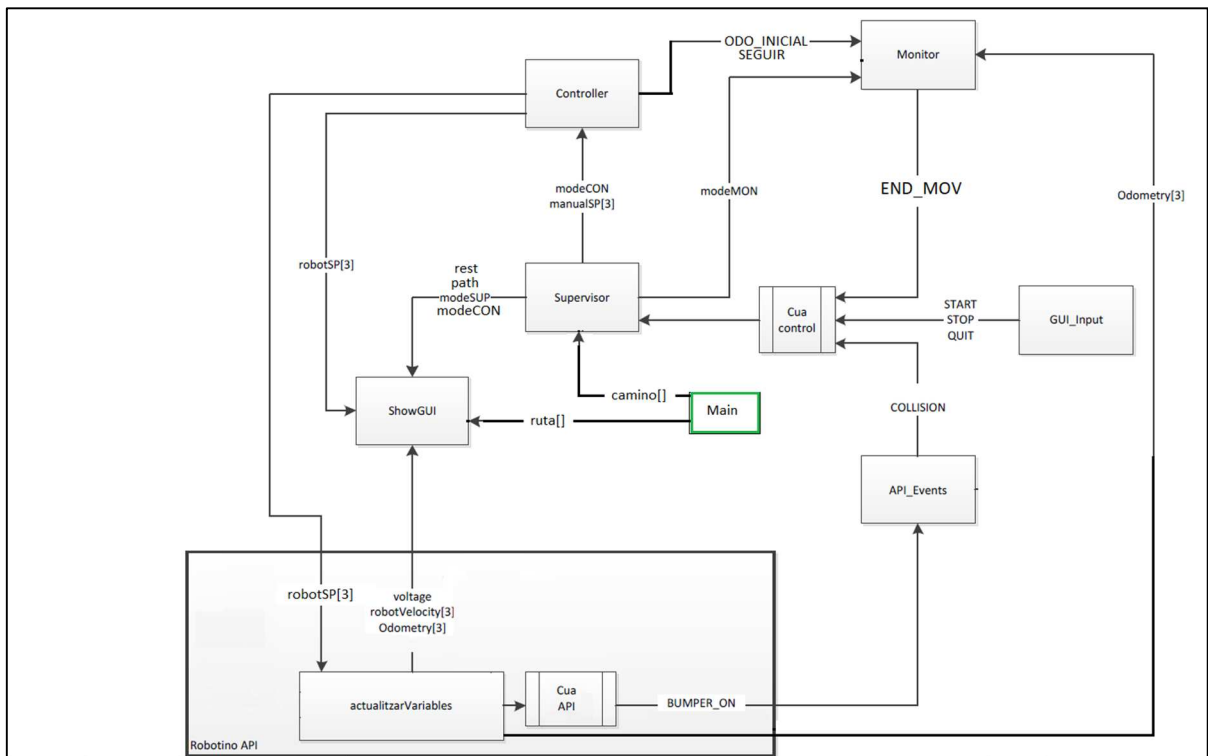 ODO_INICIAL
SEGUIR
Monitor
Controller
modeCON
manualSP[3]
modeMON
END_MOV
Odometry[3]
robotSP[3]
rest
path
modeSUP
modeCON
Supervisor
Cua
control
START
STOP
QUIT
GUI_Input
camino[]
Main
ShowGUI
ruta[]
COLLISION
API_Events
robotSP[3]
voltage
robotVelocity[3]
Odometry[3]
actualitzarVariables
Cua
API
BUMPER_ON
Robotino API